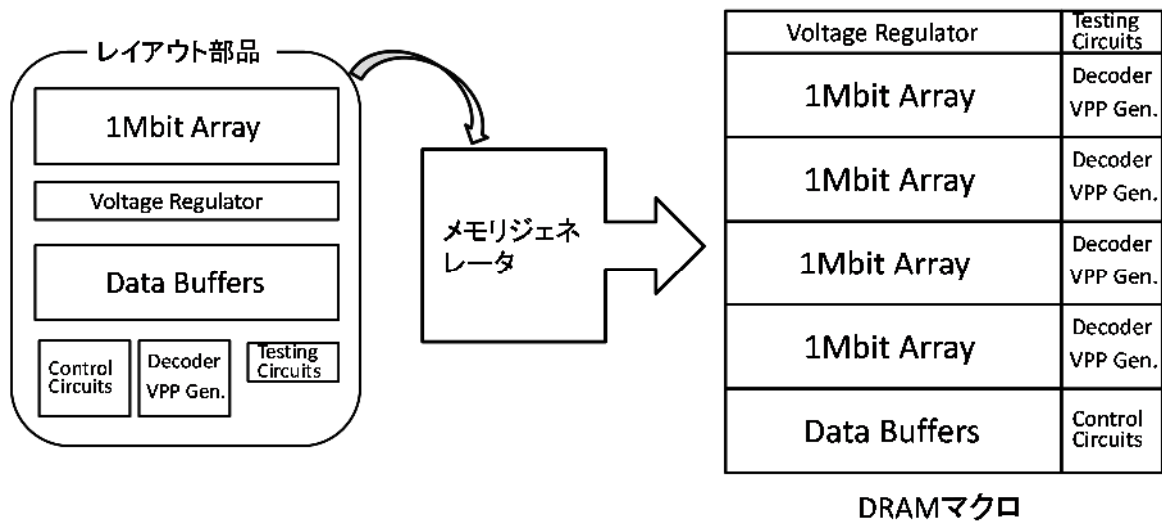 レイアウト部品
1Mbit Array
Voltage Regulator
Data Buffers
Control
Circuits
Decoder
VPP Gen.
Testing
Circuits
メモリジェネ
レータ
Voltage Regulator
Testing
Circuits
1Mbit Array
Decoder
VPP Gen.
1Mbit Array
Decoder
VPP Gen.
1Mbit Array
Decoder
VPP Gen.
1Mbit Array
Decoder
VPP Gen.
Data Buffers
Control
Circuits
DRAMマクロ